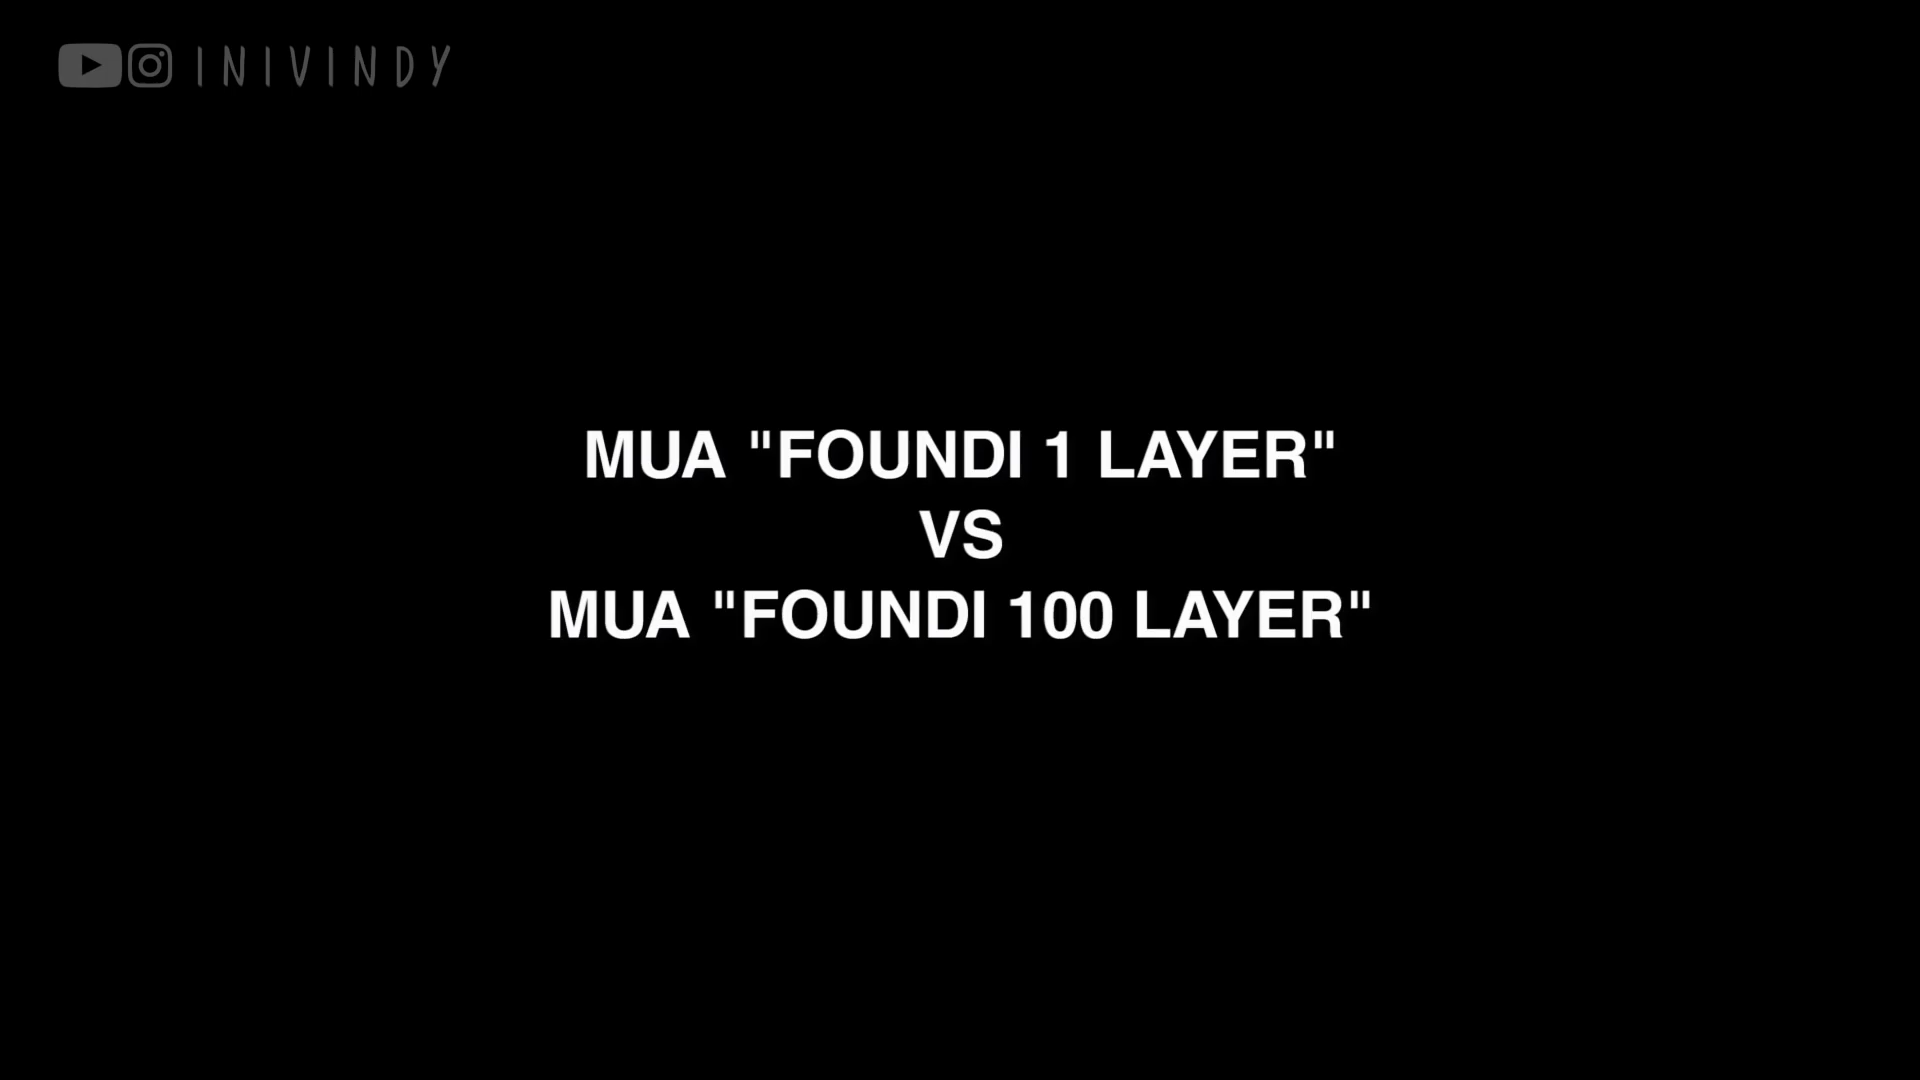 INIVINDY
MUA "FOUNDI 1 LAYER"
VS
MUA "FOUNDI 100 LAYER"